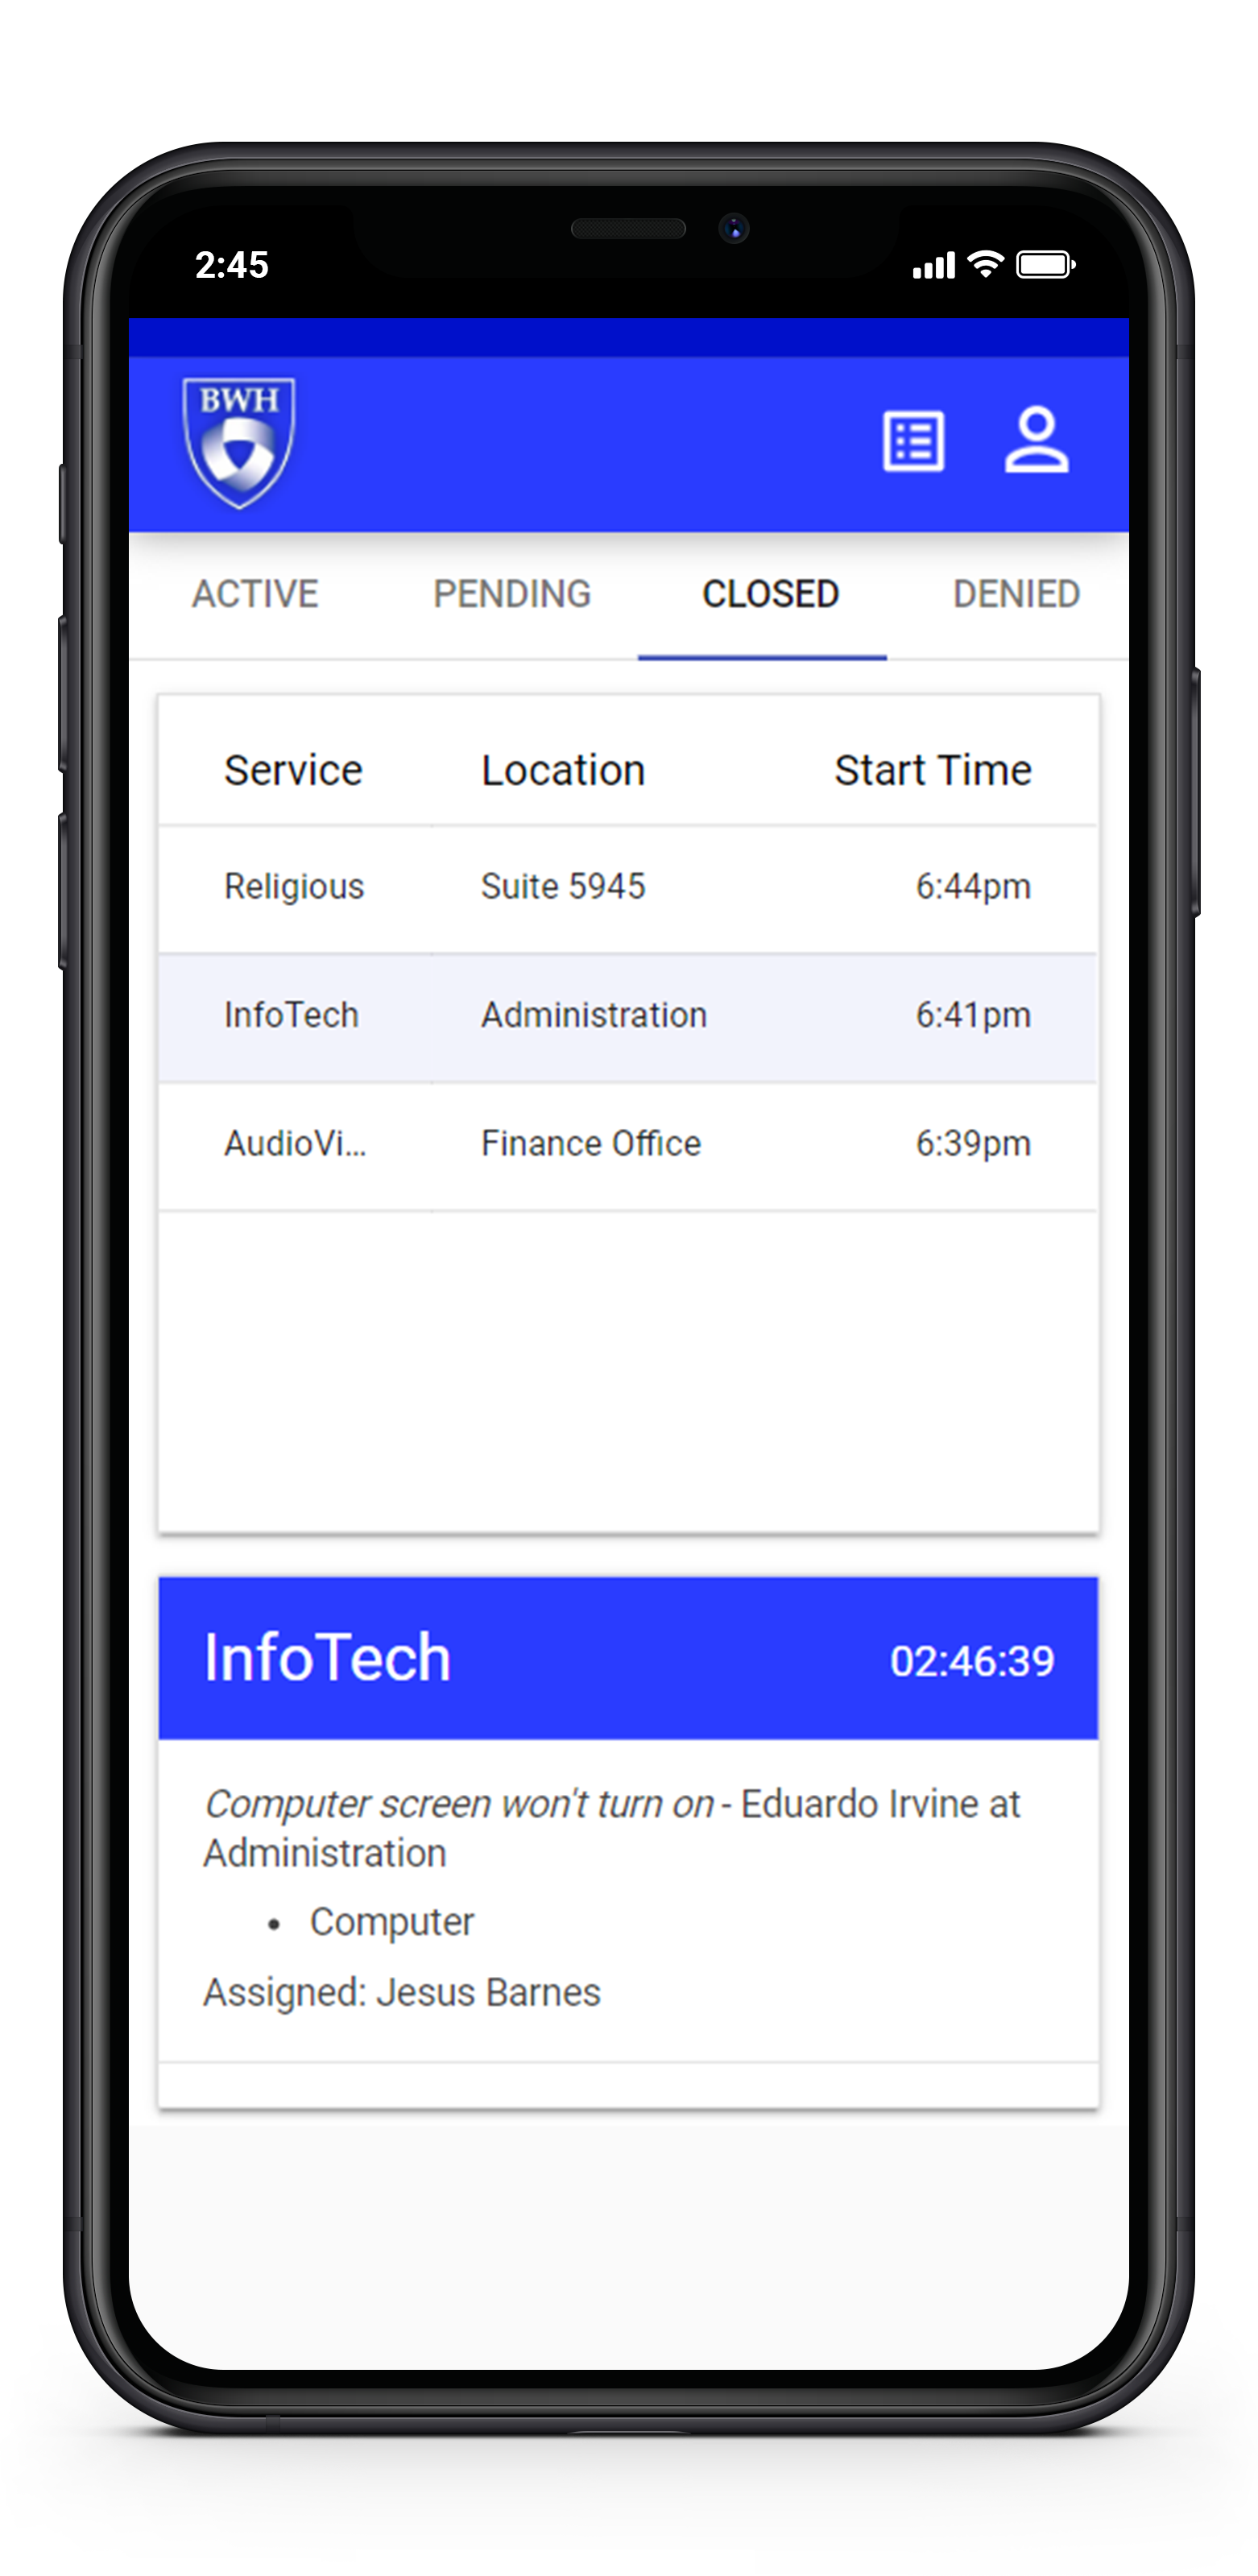 2:45
BWH
ACTIVE PENDING CLOSED DENIED
Service Location Start Time
Religious Suite 5945 6:44pm
InfoTech Administration 6:41pm
AudioVi... Finance Office 6:39pm
InfoTech 02:46:39
Computer screen won't turn on - Eduardo Irvine at
Administration
• Computer
Assigned: Jesus Barnes